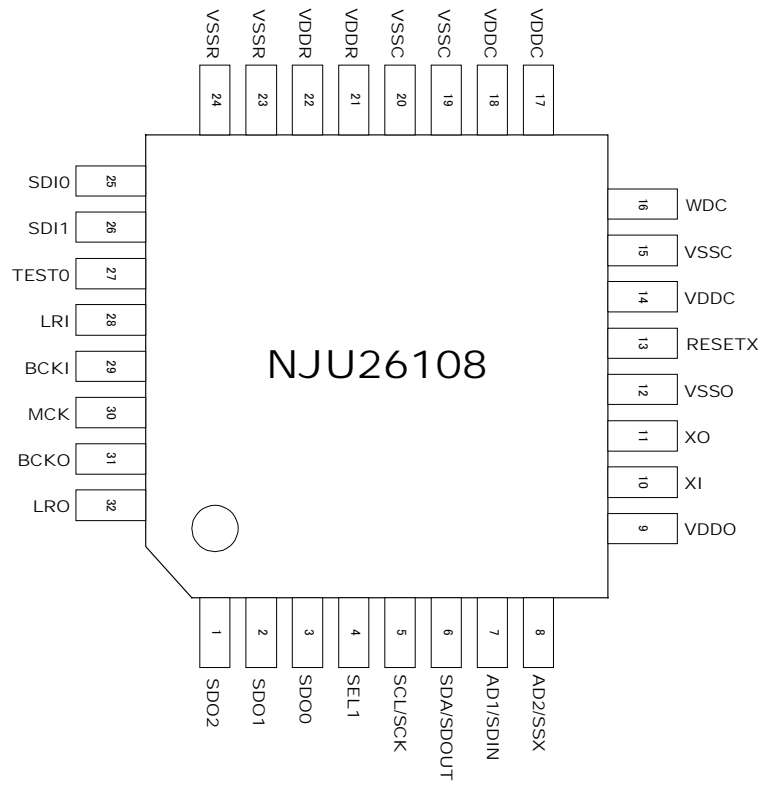 VSSR VSSR VDDR VDDR VSSC VSSC VDDC VDDC
24 23 22 21 20 19 18 17
SDI0 25
SDI1 26
TEST0 27
LRI 28
BCKI 29
MCK 30
BCKO 31
LRO 32
NJU26108
16 WDC
15 VSSC
14 VDDC
13 RESETX
12 VSSO
11 XO
10 XI
9 VDDO
1 2 3 4 5 6 7 8
SDO2 SDO1 SDO0 SEL1 SCL/SCK SDA/SDOUT AD1/SDIN AD2/SSX